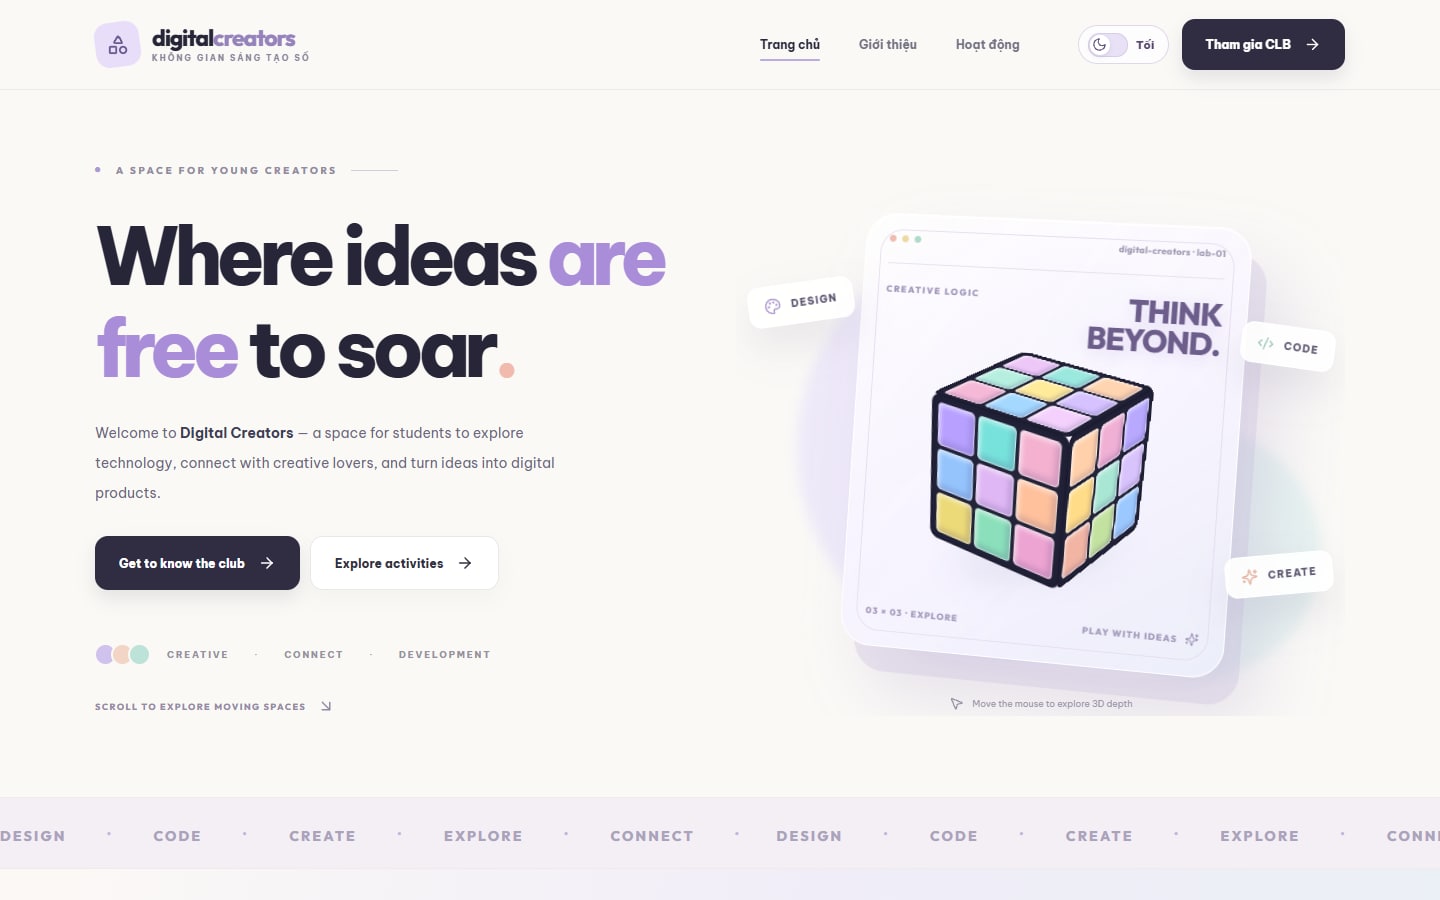 digitalcreators
KHÔNG GIAN SÁNG TẠO SỐ
Trang chủ
Giới thiệu
Hoạt động
Tối
Tham gia CLB
A SPACE FOR YOUNG CREATORS
Where ideas are
free to soar.
Welcome to Digital Creators — a space for students to explore
technology, connect with creative lovers, and turn ideas into digital
products.
Get to know the club
Explore activities
CREATIVE · CONNECT · DEVELOPMENT
SCROLL TO EXPLORE MOVING SPACES
digital-creators · lab-01
CREATIVE LOGIC
THINK
BEYOND.
DESIGN
CODE
CREATE
03 × 03 · EXPLORE
PLAY WITH IDEAS
Move the mouse to explore 3D depth
DESIGN · CODE · CREATE · EXPLORE · CONNECT · DESIGN · CODE · CREATE · EXPLORE · CONN